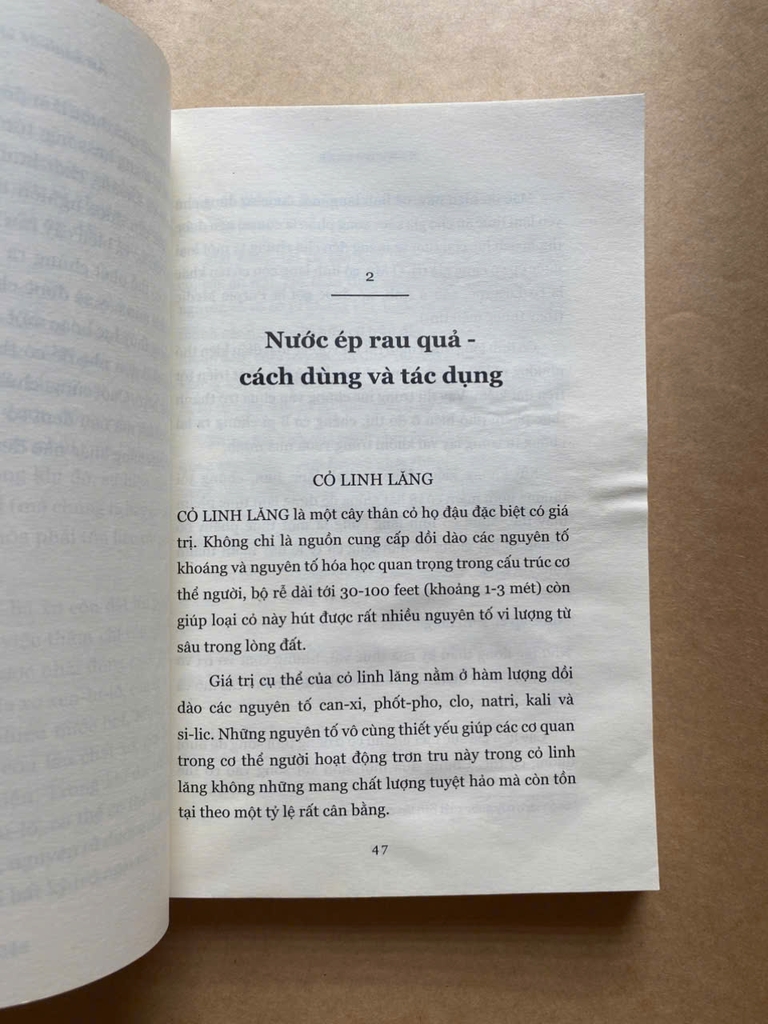 2
Nước ép rau quả -
cách dùng và tác dụng
CỎ LINH LĂNG
CỎ LINH LĂNG là một cây thân cỏ họ đậu đặc biệt có giá
trị. Không chỉ là nguồn cung cấp dồi dào các nguyên tố
khoáng và nguyên tố hóa học quan trọng trong cấu trúc cơ
thể người, bộ rễ dài tới 30-100 feet (khoảng 1-3 mét) còn
giúp loại cỏ này hút được rất nhiều nguyên tố vi lượng từ
sâu trong lòng đất.
Giá trị cụ thể của cỏ linh lăng nằm ở hàm lượng dồi
dào các nguyên tố can-xi, phốt-pho, clo, natri, kali và
si-lic. Những nguyên tố vô cùng thiết yếu giúp các cơ quan
trong cơ thể người hoạt động trơn tru này trong cỏ linh
lăng không những mang chất lượng tuyệt hảo mà còn tồn
tại theo một tỷ lệ rất cân bằng.
47